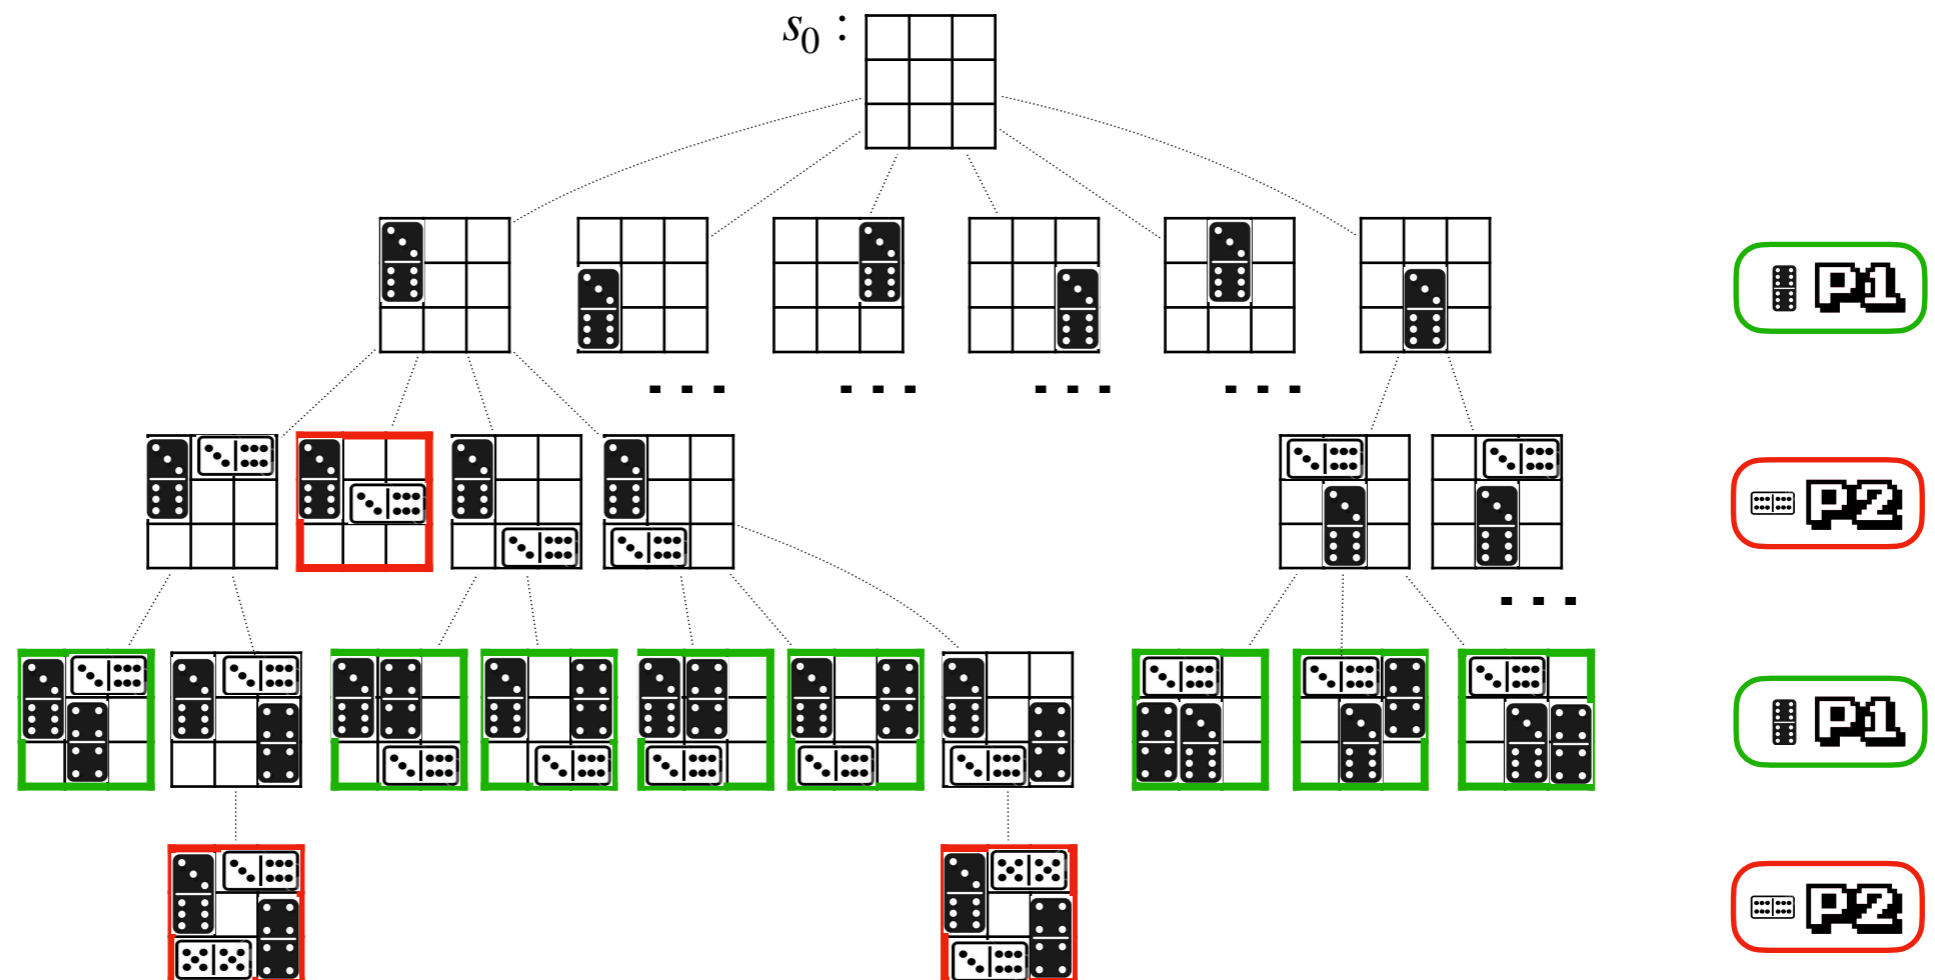 s₀ :
. . .
. . .
. . .
. . .
P1
P2
. . .
P1
P2